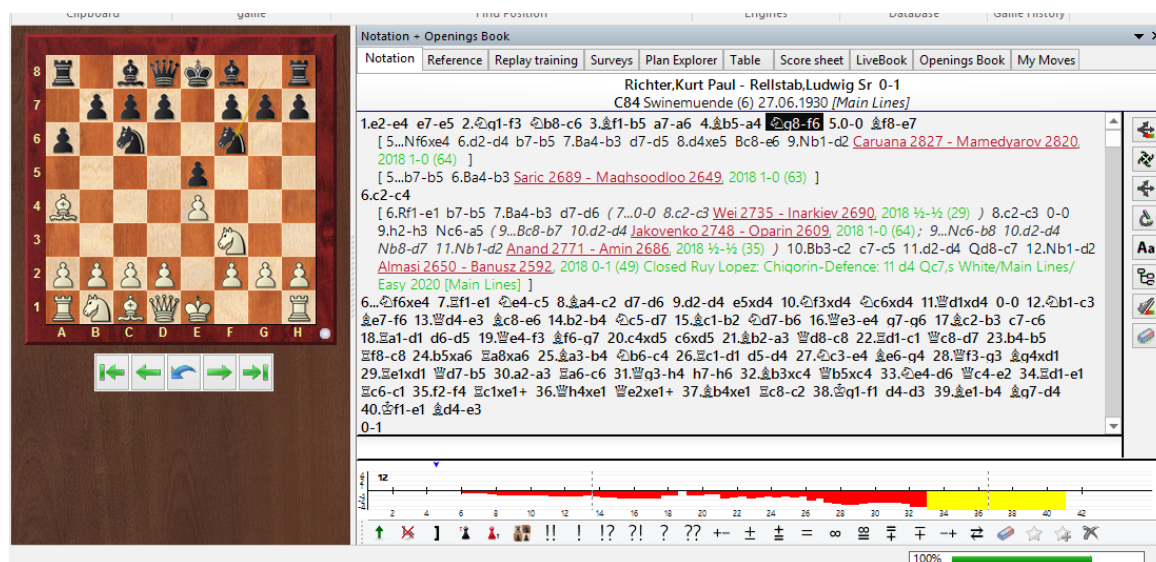 Clipboard game Find Position Engines Database Game History
Notation + Openings Book
Notation Reference Replay training Surveys Plan Explorer Table Score sheet LiveBook Openings Book My Moves
Richter,Kurt Paul - Rellstab,Ludwig Sr 0-1
C84 Swinemuende (6) 27.06.1930 [Main Lines]
1.e2-e4 e7-e5 2.♘g1-f3 ♘b8-c6 3.♗f1-b5 a7-a6 4.♗b5-a4 ♘g8-f6 5.0-0 ♗f8-e7
[ 5...Nf6xe4 6.d2-d4 b7-b5 7.Ba4-b3 d7-d5 8.d4xe5 Bc8-e6 9.Nb1-d2 Caruana 2827 - Mamedyarov 2820,
2018 1-0 (64) ]
[ 5...b7-b5 6.Ba4-b3 Saric 2689 - Maghsoodloo 2649, 2018 1-0 (63) ]
6.c2-c4
[ 6.Rf1-e1 b7-b5 7.Ba4-b3 d7-d6 ( 7...0-0 8.c2-c3 Wei 2735 - Inarkiev 2690, 2018 ½-½ (29) ) 8.c2-c3 0-0
9.h2-h3 Nc6-a5 ( 9...Bc8-b7 10.d2-d4 Jakovenko 2748 - Oparin 2609, 2018 1-0 (64) ; 9...Nc6-b8 10.d2-d4
Nb8-d7 11.Nb1-d2 Anand 2771 - Amin 2686, 2018 ½-½ (35) ) 10.Bb3-c2 c7-c5 11.d2-d4 Qd8-c7 12.Nb1-d2
Almasi 2650 - Banusz 2592, 2018 0-1 (49) Closed Ruy Lopez: Chigorin-Defence: 11 d4 Qc7,s White/Main Lines/
Easy 2020 [Main Lines] ]
6...♘f6xe4 7.♖f1-e1 ♘e4-c5 8.♗a4-c2 d7-d6 9.d2-d4 e5xd4 10.♘f3xd4 ♘c6xd4 11.♕d1xd4 0-0 12.♘b1-c3
♗e7-f6 13.♕d4-e3 ♗c8-e6 14.b2-b4 ♘c5-d7 15.♗c1-b2 ♘d7-b6 16.♕e3-e4 g7-g6 17.♗c2-b3 c7-c6
18.♖a1-d1 d6-d5 19.♕e4-f3 ♗f6-g7 20.c4xd5 c6xd5 21.♗b2-a3 ♕d8-c8 22.♖d1-c1 ♕c8-d7 23.b4-b5
♖f8-c8 24.b5xa6 ♖a8xa6 25.♗a3-b4 ♘b6-c4 26.♖c1-d1 d5-d4 27.♘c3-e4 ♗e6-g4 28.♕f3-g3 ♗g4xd1
29.♖e1xd1 ♕d7-b5 30.a2-a3 ♖a6-c6 31.♕g3-h4 h7-h6 32.♗b3xc4 ♕b5xc4 33.♘e4-d6 ♕c4-e2 34.♖d1-e1
♖c6-c1 35.f2-f4 ♖c1xe1+ 36.♕h4xe1 ♕e2xe1+ 37.♗b4xe1 ♖c8-c2 38.♔g1-f1 d4-d3 39.♗e1-b4 ♗g7-d4
40.♔f1-e1 ♗d4-e3
0-1
8
7
6
5
4
3
2
1
A B C D E F G H
Aa
12
2 4 6 8 10 12 14 16 18 20 22 24 26 28 30 32 34 36 38 40 42
] !! ! !? ?! ? ?? +− ± ⩲ = ∞ ⩱ ∓ −+ ⇄
100%